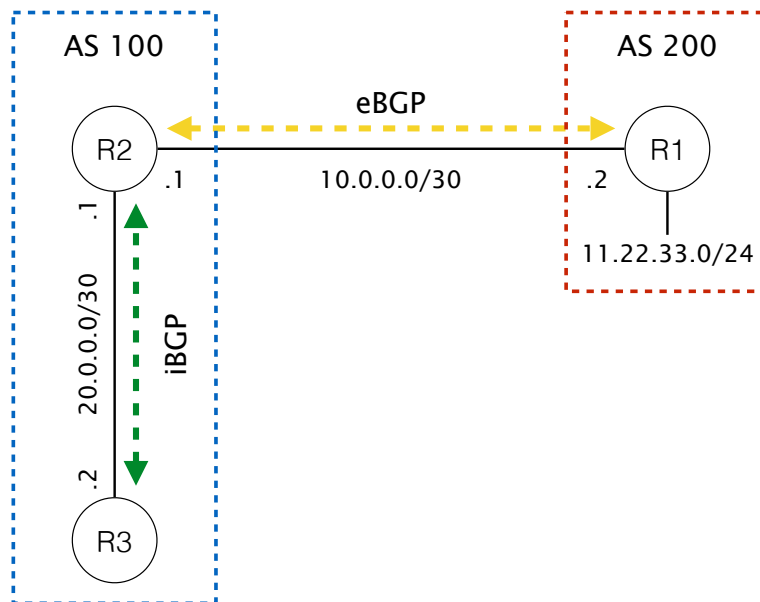 AS 100
AS 200
eBGP
R2
R1
.1
10.0.0.0/30
.2
.1
11.22.33.0/24
20.0.0.0/30
iBGP
.2
R3